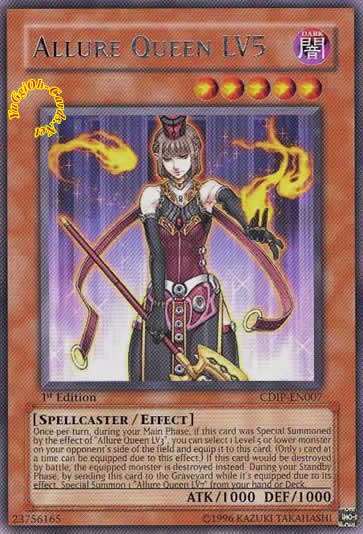 ALLURE QUEEN LV5
DARK
闇
YuGiOh-Cards.Net
1st Edition
CDIP-EN007
[SPELLCASTER / EFFECT]
Once per turn, during your Main Phase, if this card was Special Summoned
by the effect of "Allure Queen LV3", you can select 1 Level 5 or lower monster
on your opponent's side of the field and equip it to this card. (Only 1 card at
a time can be equipped due to this effect.) If this card would be destroyed
by battle, the equipped monster is destroyed instead. During your Standby
Phase, by sending this card to the Graveyard while it's equipped due to its
effect, Special Summon 1 "Allure Queen LV7" from your hand or Deck.
ATK/1000 DEF/1000
23756165
©1996 KAZUKI TAKAHASHI